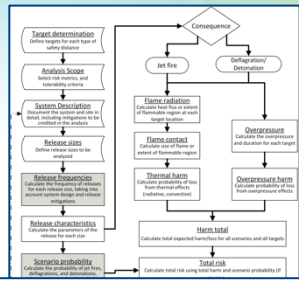 Target determination
Define targets for each type of
safety distance
Analysis Scope
Select risk metrics, and
tolerability criteria
System Description
Document the system and site in
detail, including mitigations to be
credited in the analysis
Release sizes
Define release sizes to be
analyzed
Release frequencies
Calculate the frequency of releases
for each release size, taking into
account system design and release
mitigations
Release characteristics
Calculate the parameters of the
release for each size
Scenario probability
Calculate the probability of jet fires,
deflagrations, and detonations,
Consequence
Jet fire
Deflagration/
Detonation
Flame radiation
Calculate heat flux or extent
of flammable region at each
target location
Flame contact
Calculate size of flame or
extent of flammable region
Thermal harm
Calculate probability of loss
from thermal effects
(radiative, convective)
Overpressure
Calculate the overpressure
and duration for each target
Overpressure harm
Calculate probability of loss
from overpressure effects
Harm total
Calculate total expected harm/loss for all scenarios and all targets
Total risk
Calculate total risk using total harm and scenario probability (if